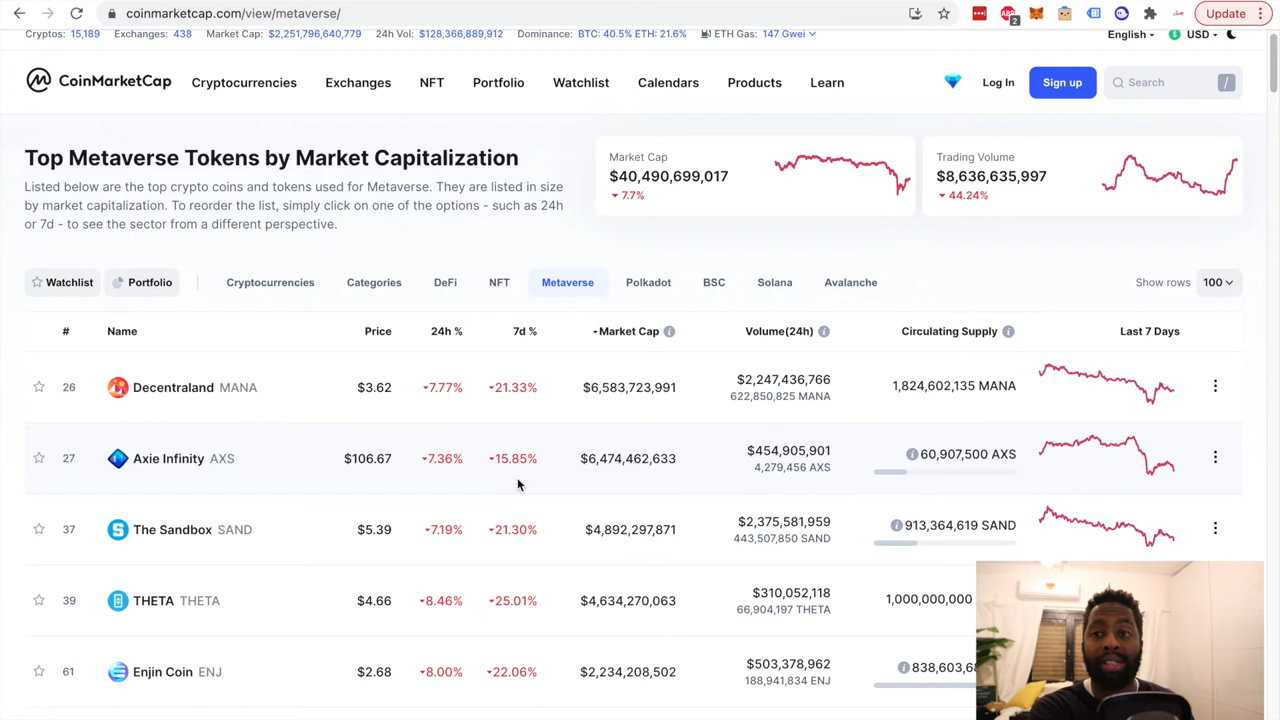 coinmarketcap.com/view/metaverse/
2
Update
Cryptos: 15,189 Exchanges: 438 Market Cap: $2,251,796,640,779 24h Vol: $128,366,889,912 Dominance: BTC: 40.5% ETH: 21.6% ETH Gas: 147 Gwei English USD
CoinMarketCap Cryptocurrencies Exchanges NFT Portfolio Watchlist Calendars Products Learn Log In Sign up Search /
Top Metaverse Tokens by Market Capitalization
Listed below are the top crypto coins and tokens used for Metaverse. They are listed in size
by market capitalization. To reorder the list, simply click on one of the options - such as 24h
or 7d - to see the sector from a different perspective.
Market Cap
$40,490,699,017
7.7%
Trading Volume
$8,636,635,997
44.24%
Watchlist Portfolio Cryptocurrencies Categories DeFi NFT Metaverse Polkadot BSC Solana Avalanche Show rows 100
# Name Price 24h % 7d % Market Cap Volume(24h) Circulating Supply Last 7 Days
26 Decentraland MANA $3.62 7.77% 21.33% $6,583,723,991 $2,247,436,766 1,824,602,135 MANA
622,850,825 MANA
27 Axie Infinity AXS $106.67 7.36% 15.85% $6,474,462,633 $454,905,901 60,907,500 AXS
4,279,456 AXS
37 The Sandbox SAND $5.39 7.19% 21.30% $4,892,297,871 $2,375,581,959 913,364,619 SAND
443,507,850 SAND
39 THETA THETA $4.66 8.46% 25.01% $4,634,270,063 $310,052,118 1,000,000,000
66,904,197 THETA
61 Enjin Coin ENJ $2.68 8.00% 22.06% $2,234,208,502 $503,378,962 838,603,68
188,941,834 ENJ